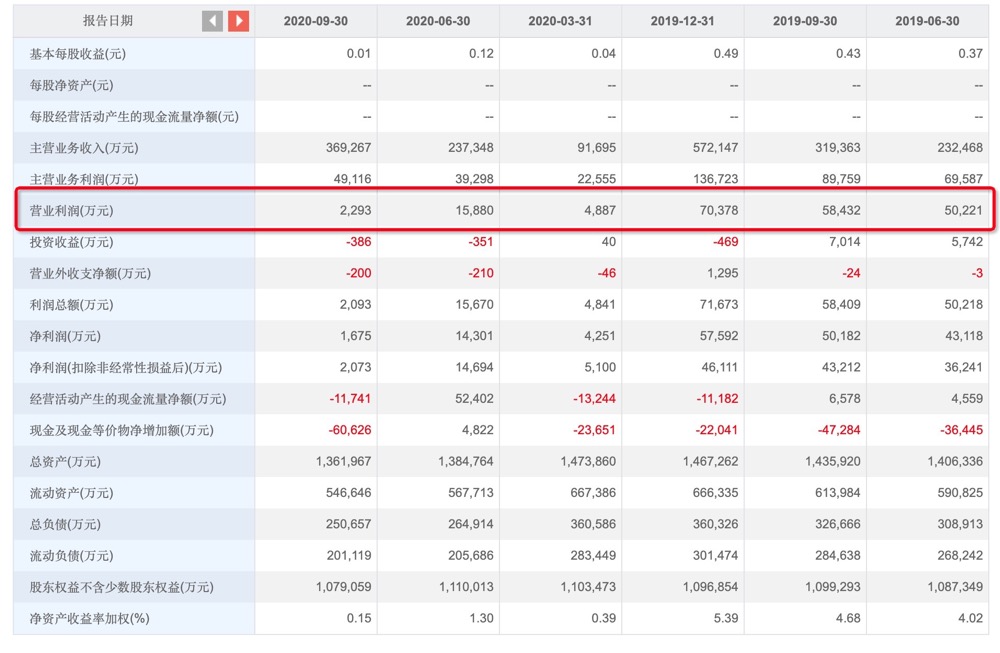 报告日期 2020-09-30 2020-06-30 2020-03-31 2019-12-31 2019-09-30 2019-06-30
基本每股收益(元) 0.01 0.12 0.04 0.49 0.43 0.37
每股净资产(元) -- -- -- -- -- --
每股经营活动产生的现金流量净额(元) -- -- -- -- -- --
主营业务收入(万元) 369,267 237,348 91,695 572,147 319,363 232,468
主营业务利润(万元) 49,116 39,298 22,555 136,723 89,759 69,587
营业利润(万元) 2,293 15,880 4,887 70,378 58,432 50,221
投资收益(万元) -386 -351 40 -469 7,014 5,742
营业外收支净额(万元) -200 -210 -46 1,295 -24 -3
利润总额(万元) 2,093 15,670 4,841 71,673 58,409 50,218
净利润(万元) 1,675 14,301 4,251 57,592 50,182 43,118
净利润(扣除非经常性损益后)(万元) 2,073 14,694 5,100 46,111 43,212 36,241
经营活动产生的现金流量净额(万元) -11,741 52,402 -13,244 -11,182 6,578 4,559
现金及现金等价物净增加额(万元) -60,626 4,822 -23,651 -22,041 -47,284 -36,445
总资产(万元) 1,361,967 1,384,764 1,473,860 1,467,262 1,435,920 1,406,336
流动资产(万元) 546,646 567,713 667,386 666,335 613,984 590,825
总负债(万元) 250,657 264,914 360,586 360,326 326,666 308,913
流动负债(万元) 201,119 205,686 283,449 301,474 284,638 268,242
股东权益不含少数股东权益(万元) 1,079,059 1,110,013 1,103,473 1,096,854 1,099,293 1,087,349
净资产收益率加权(%) 0.15 1.30 0.39 5.39 4.68 4.02